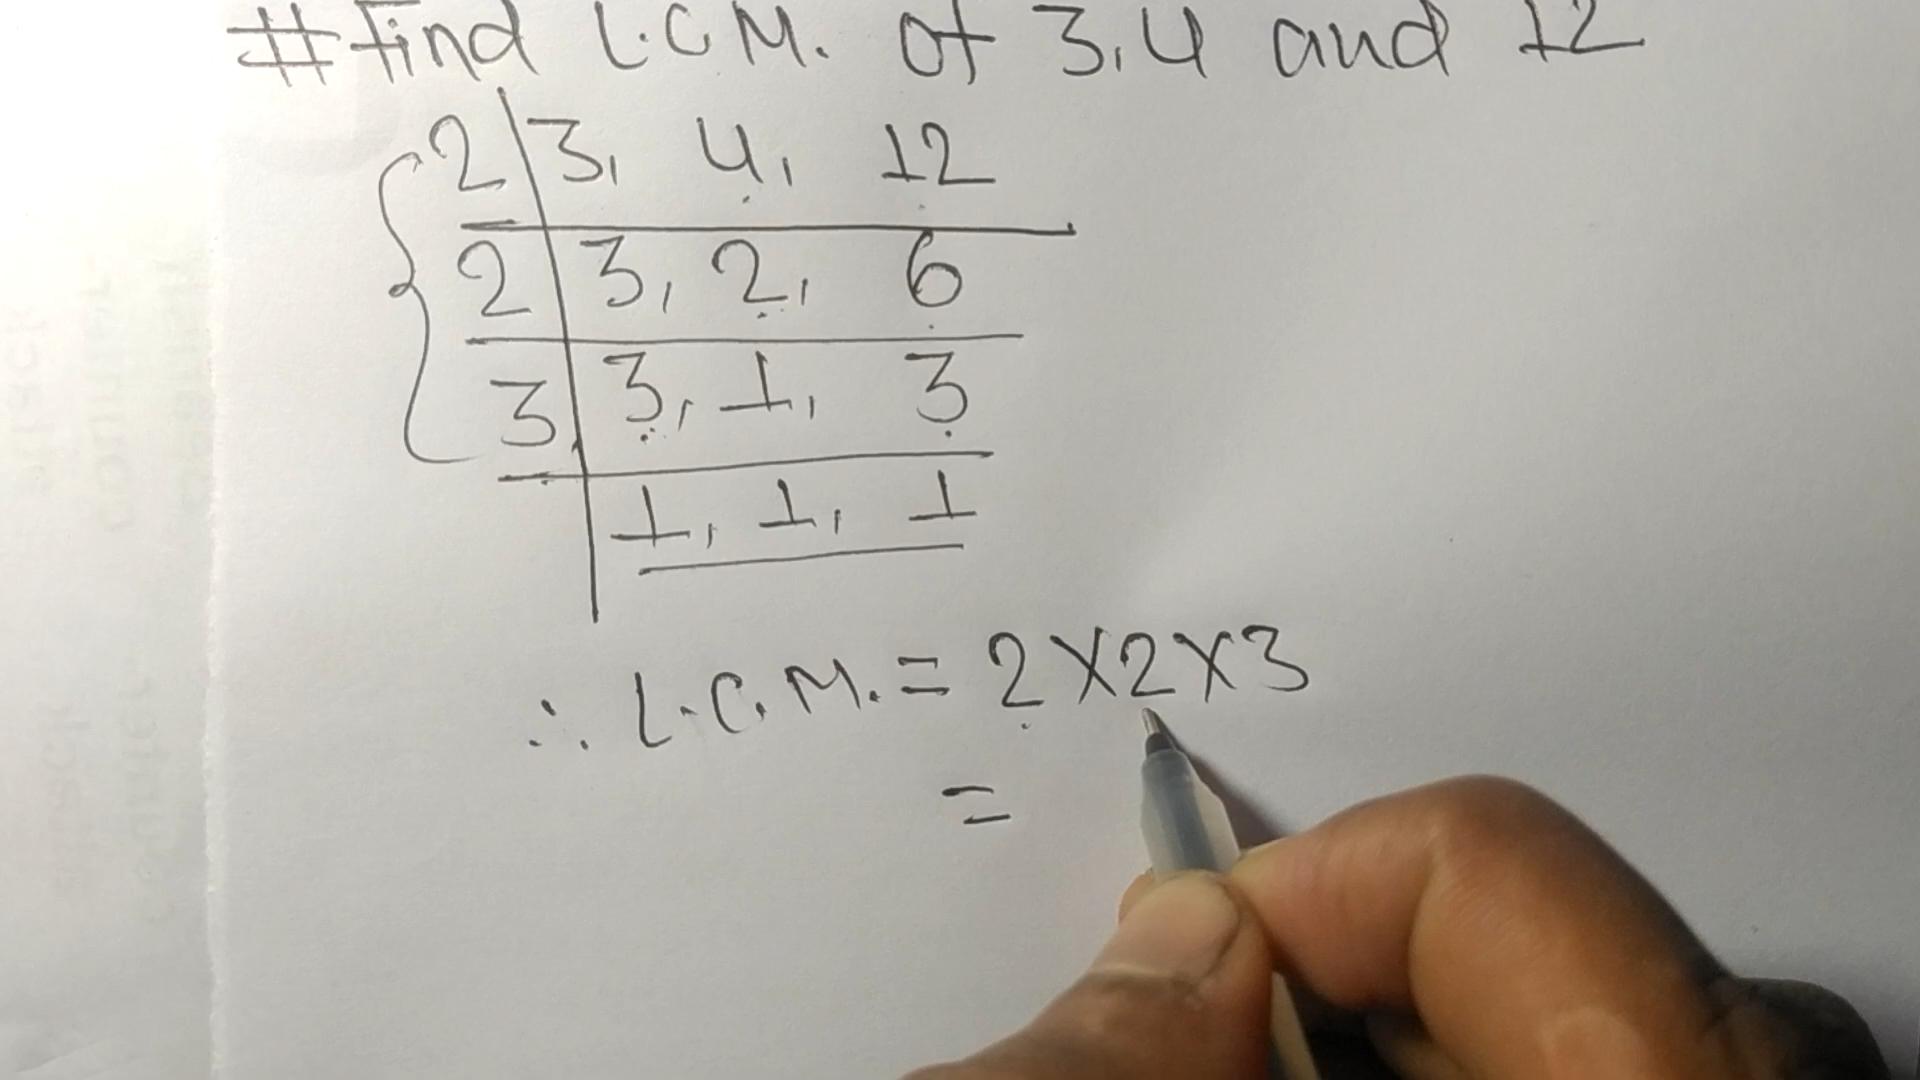 # Find L.C.M. of 3,4 and 12
2 | 3, 4, 12
2 | 3, 2, 6
3 | 3, 1, 3
1, 1, 1
∴ L.C.M. = 2×2×3
=